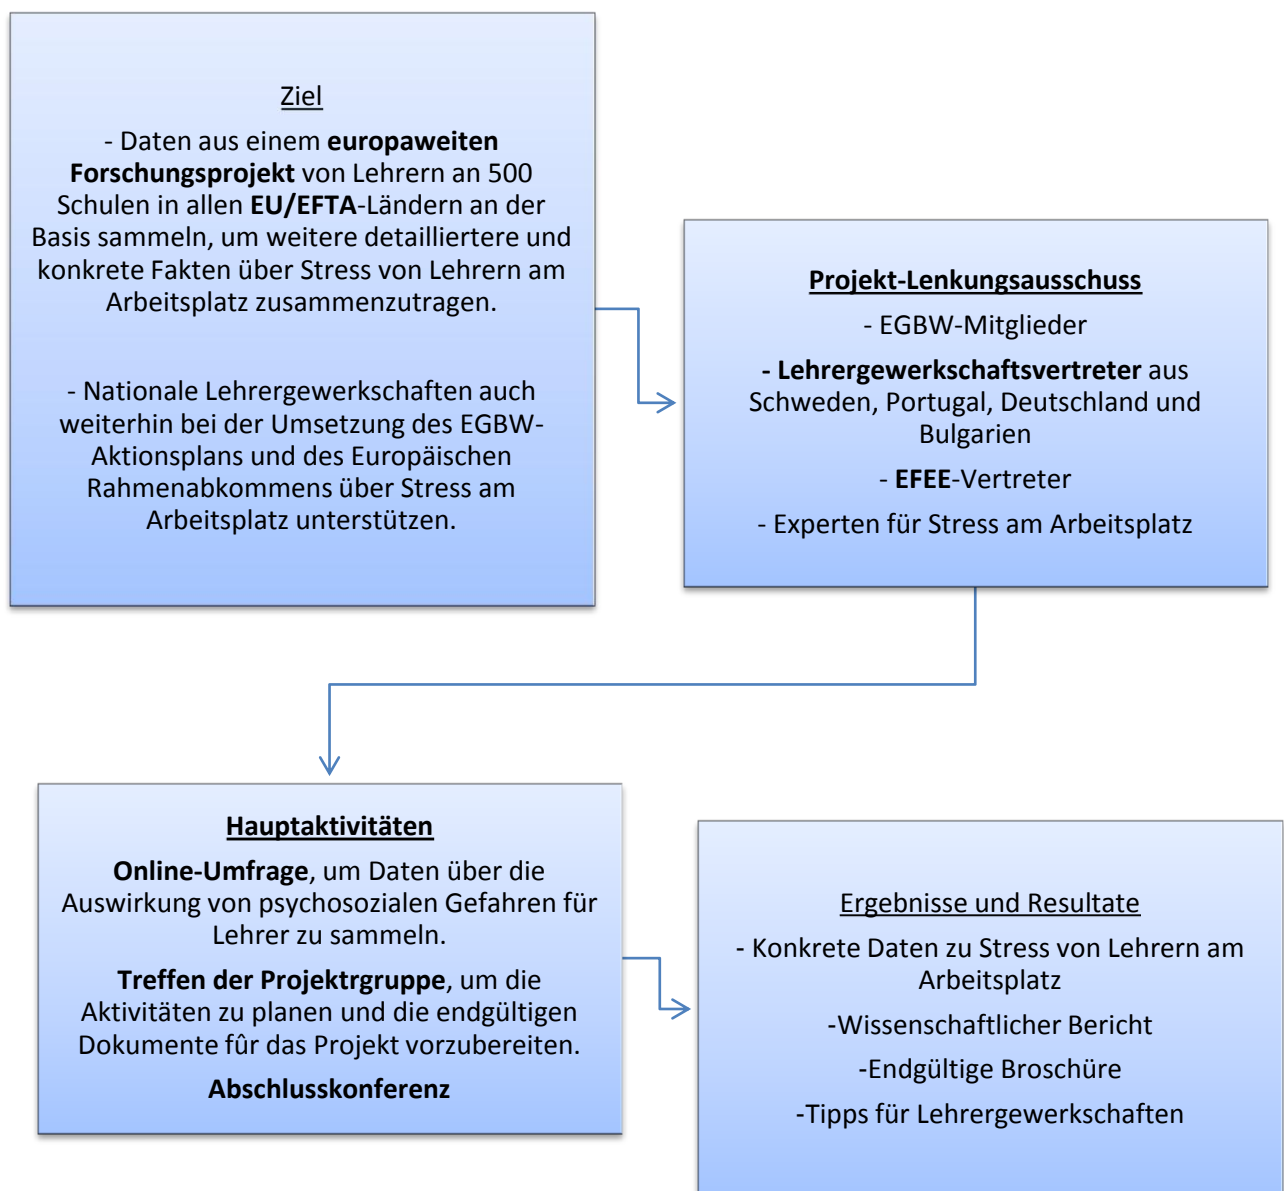 Ziel
- Daten aus einem europaweiten
Forschungsprojekt von Lehrern an 500
Schulen in allen EU/EFTA-Ländern an der
Basis sammeln, um weitere detailliertere und
konkrete Fakten über Stress von Lehrern am
Arbeitsplatz zusammenzutragen.
- Nationale Lehrergewerkschaften auch
weiterhin bei der Umsetzung des EGBW-
Aktionsplans und des Europäischen
Rahmenabkommens über Stress am
Arbeitsplatz unterstützen.
Projekt-Lenkungsausschuss
- EGBW-Mitglieder
- Lehrergewerkschaftsvertreter aus
Schweden, Portugal, Deutschland und
Bulgarien
- EFEE-Vertreter
- Experten für Stress am Arbeitsplatz
Hauptaktivitäten
Online-Umfrage, um Daten über die
Auswirkung von psychosozialen Gefahren für
Lehrer zu sammeln.
Treffen der Projektrgruppe, um die
Aktivitäten zu planen und die endgültigen
Dokumente fûr das Projekt vorzubereiten.
Abschlusskonferenz
Ergebnisse und Resultate
- Konkrete Daten zu Stress von Lehrern am
Arbeitsplatz
-Wissenschaftlicher Bericht
-Endgültige Broschüre
-Tipps für Lehrergewerkschaften